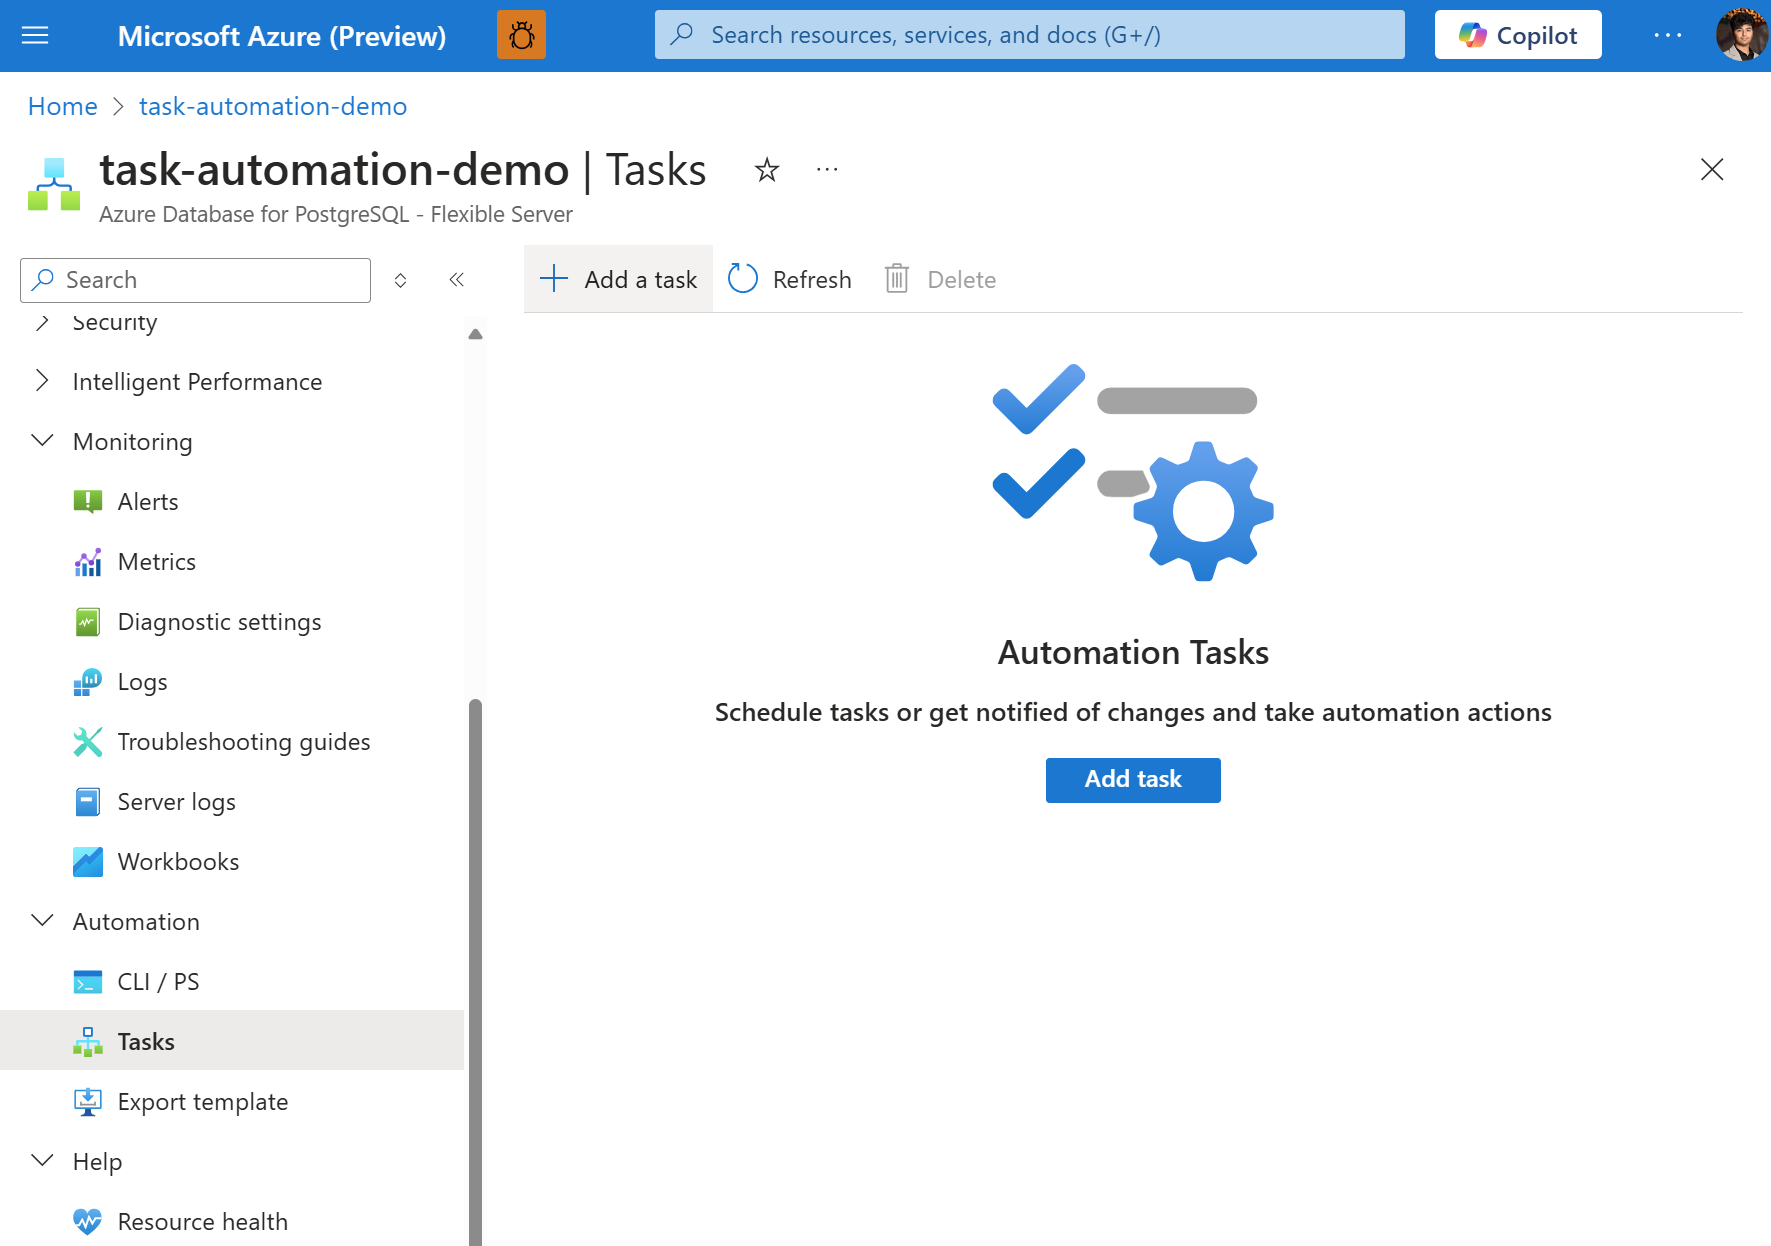 Microsoft Azure (Preview)
Search resources, services, and docs (G+/)
Copilot
Home
task-automation-demo
task-automation-demo | Tasks
Azure Database for PostgreSQL - Flexible Server
Search
Add a task
Refresh
Delete
Security
Intelligent Performance
Monitoring
Alerts
Metrics
Diagnostic settings
Logs
Troubleshooting guides
Server logs
Workbooks
Automation
CLI / PS
Tasks
Export template
Help
Resource health
Automation Tasks
Schedule tasks or get notified of changes and take automation actions
Add task